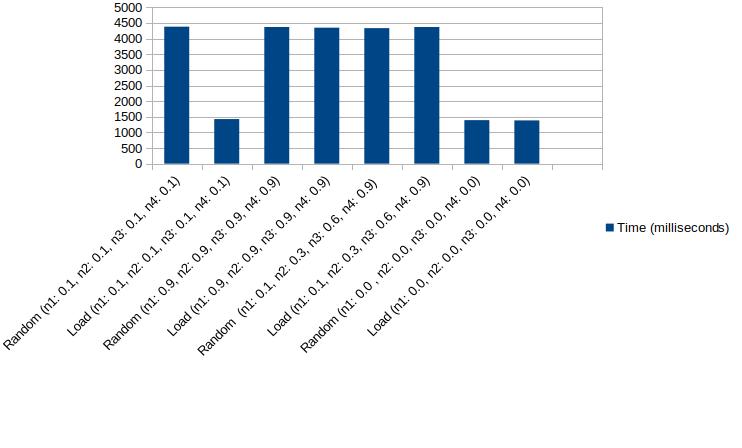 5000
4500
4000
3500
3000
2500
2000
1500
1000
500
0
Random (n1: 0.1, n2: 0.1, n3: 0.1, n4: 0.1)
Load (n1: 0.1, n2: 0.1, n3: 0.1, n4: 0.1)
Random (n1: 0.9, n2: 0.9, n3: 0.9, n4: 0.9)
Load (n1: 0.9, n2: 0.9, n3: 0.9, n4: 0.9)
Random  (n1: 0.1, n2: 0.3, n3: 0.6, n4: 0.9)
Load (n1: 0.1, n2: 0.3, n3: 0.6, n4: 0.9)
Random (n1: 0.0 , n2: 0.0, n3: 0.0, n4: 0.0)
Load (n1: 0.0, n2: 0.0, n3: 0.0, n4: 0.0)
Time (milliseconds)